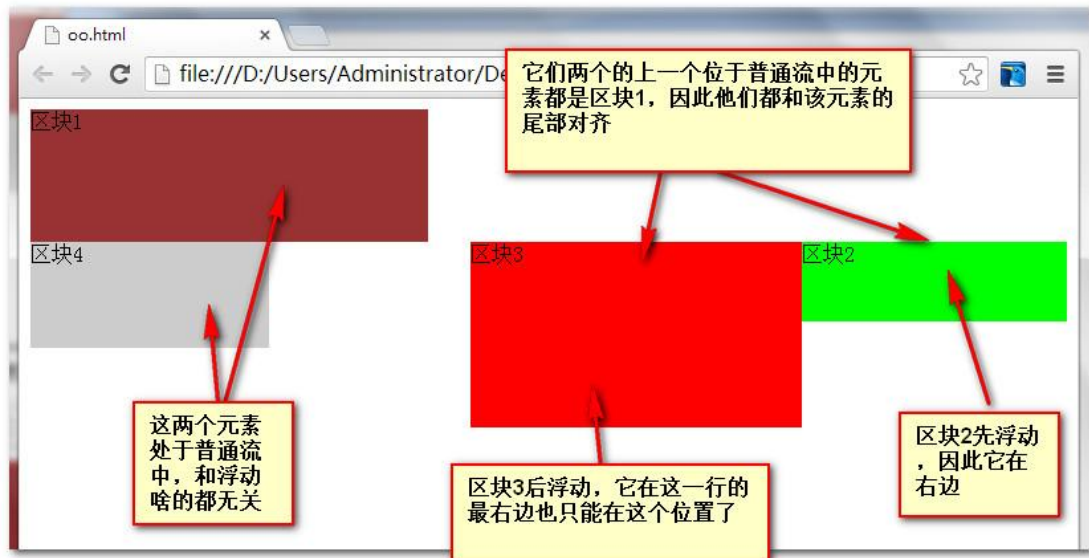 oo.html
file:///D:/Users/Administrator/De
它们两个的上一个位于普通流中的元
素都是区块1，因此他们都和该元素的
尾部对齐
区块1
区块4
区块3
区块2
这两个元素
处于普通流
中，和浮动
啥的都无关
区块3后浮动，它在这一行的
最右边也只能在这个位置了
区块2先浮动
，因此它在
右边